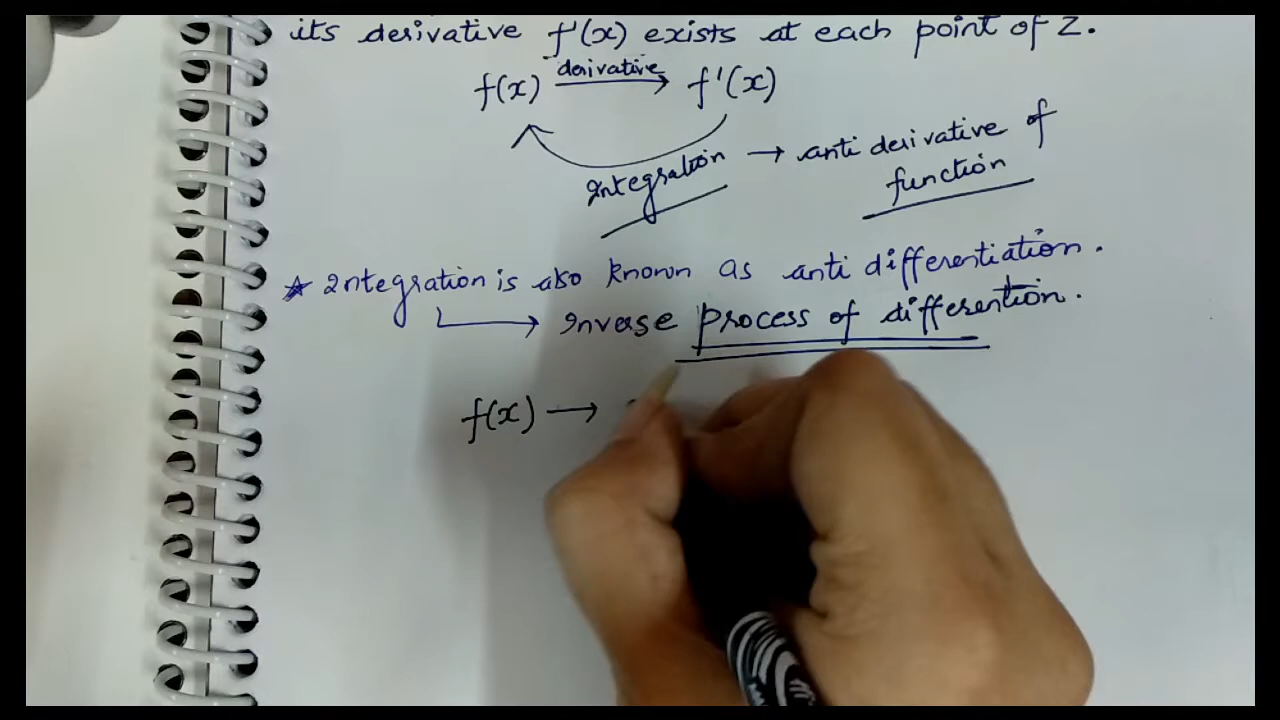 its derivative f'(x) exists at each point of I.
f(x) derivative → f'(x)
Integration → anti derivative of
function
* Integration is also known as anti differentiation.
→ Inverse process of differention.
f(x) →